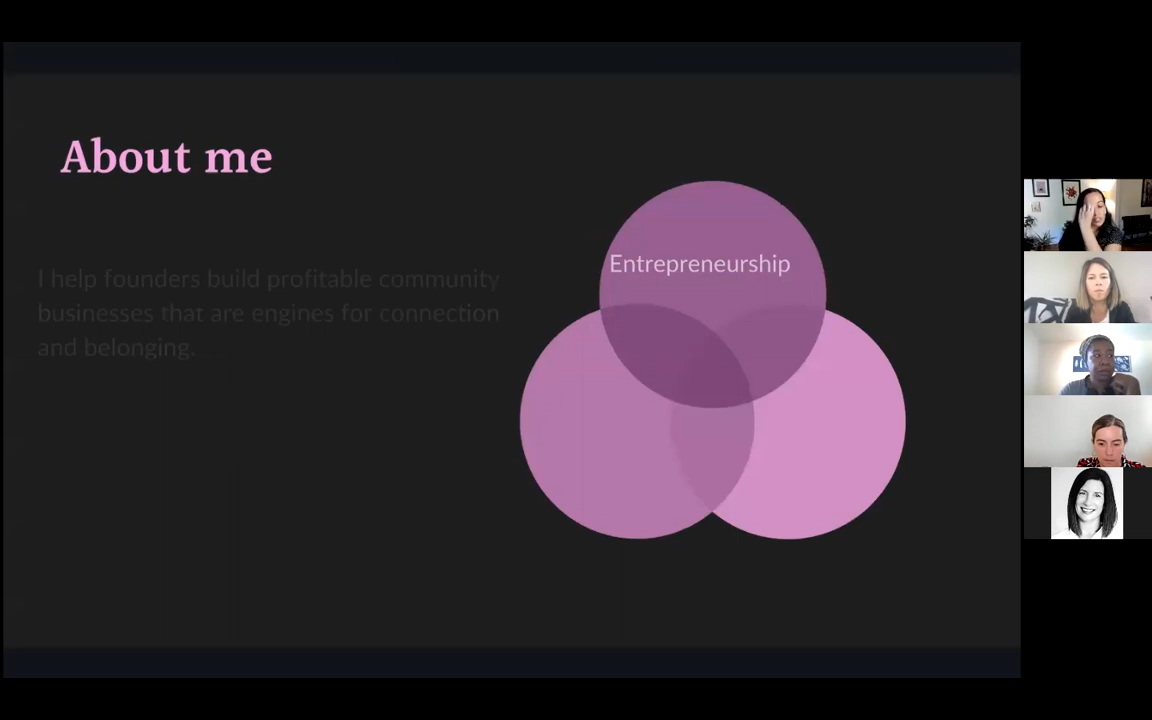 About me
I help founders build profitable community
businesses that are engines for connection
and belonging.
Entrepreneurship